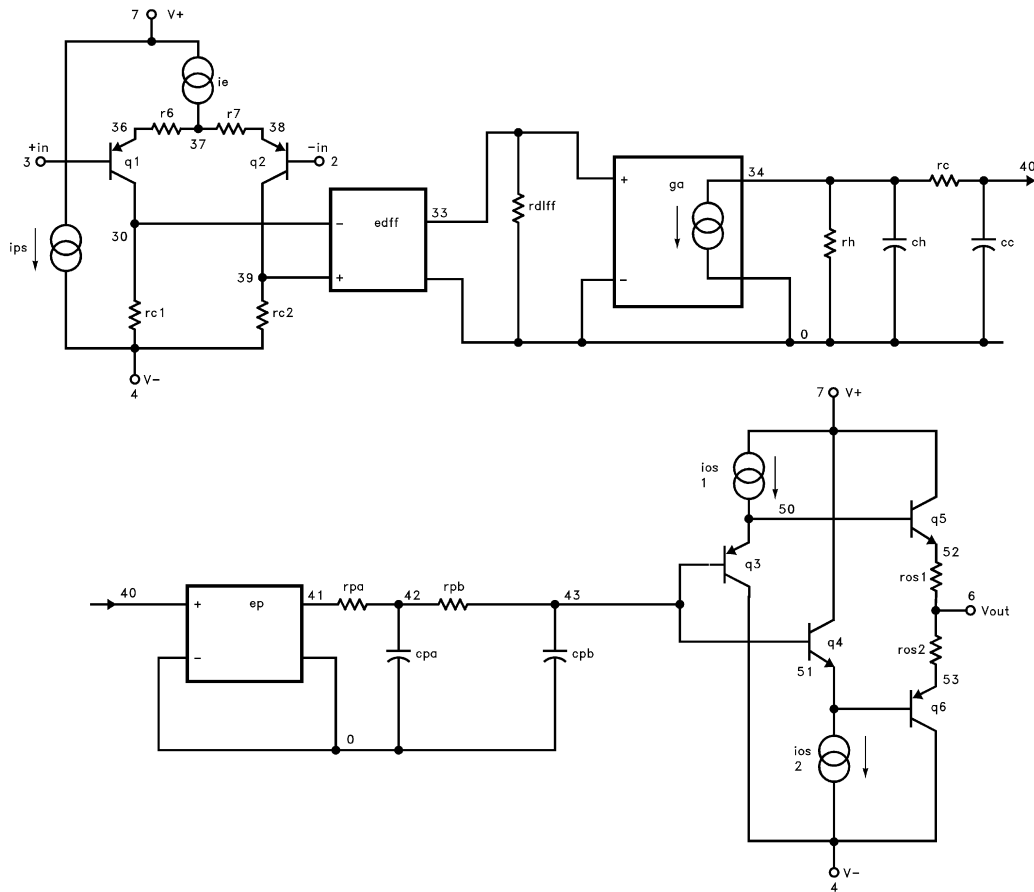 7 V+
ie
r6 r7
36 37 38
+in
3
q1 q2
-in
2
ips
30
39
rc1 rc2
V-
4
edff
- +
33
rdiff
ga
+ -
34
rc
40
rh ch cc
0
7 V+
ios
1
50
q5
q3
52
ros1
6
Vout
q4
51
ros2
53
q6
ios
2
V-
4
40
ep
+ -
41
rpa
42
rpb
43
cpa cpb
0